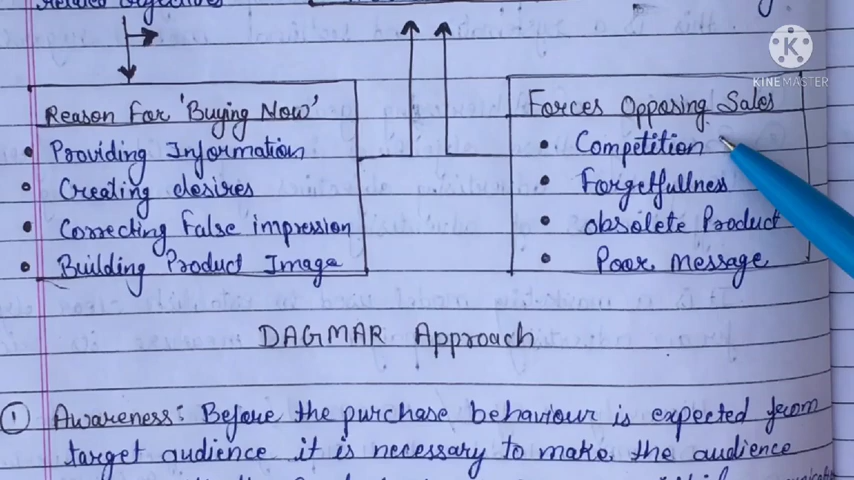 related objectives
KINEMASTER
Reason For 'Buying Now'
• Providing Information
• Creating desires
• Correcting False impression
• Building Product Image
Forces Opposing Sales
• Competition
• Forgetfullness
• obsolete Product
• Poor Message
DAGMAR Approach
① Awareness: Before the purchase behaviour is expected from
target audience it is necessary to make the audience